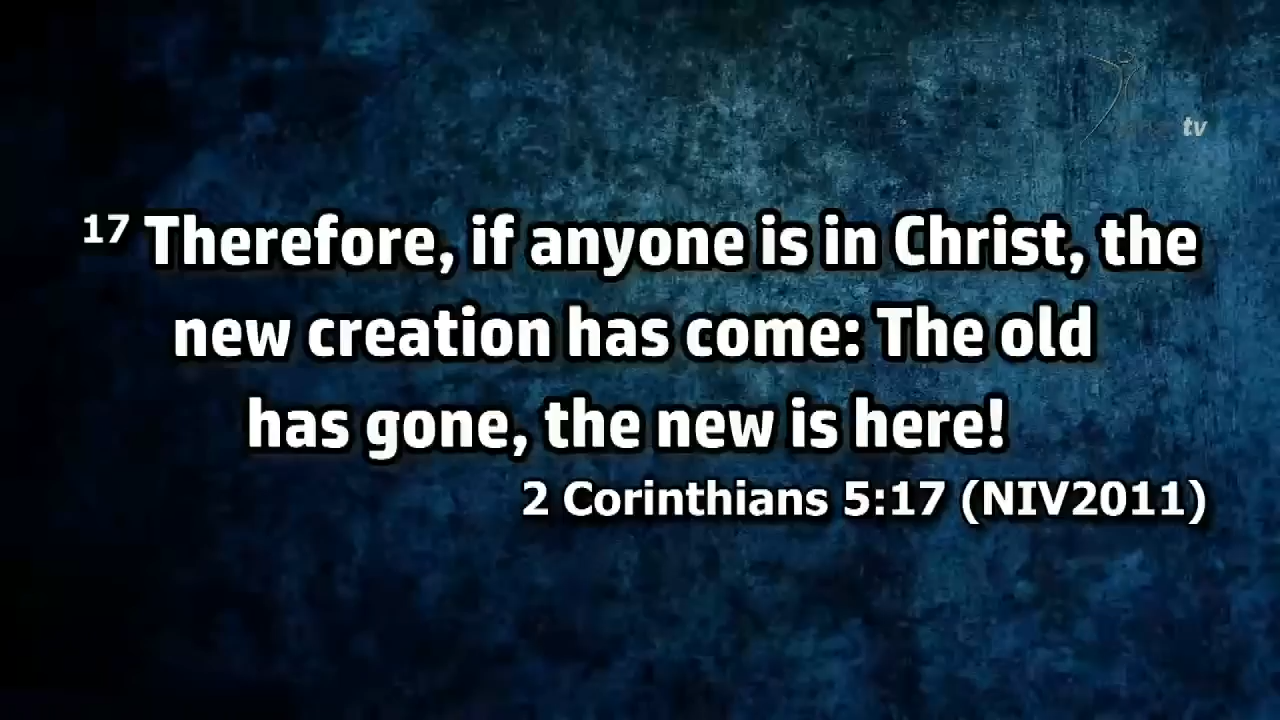 tv
17 Therefore, if anyone is in Christ, the
new creation has come: The old
has gone, the new is here!
2 Corinthians 5:17 (NIV2011)